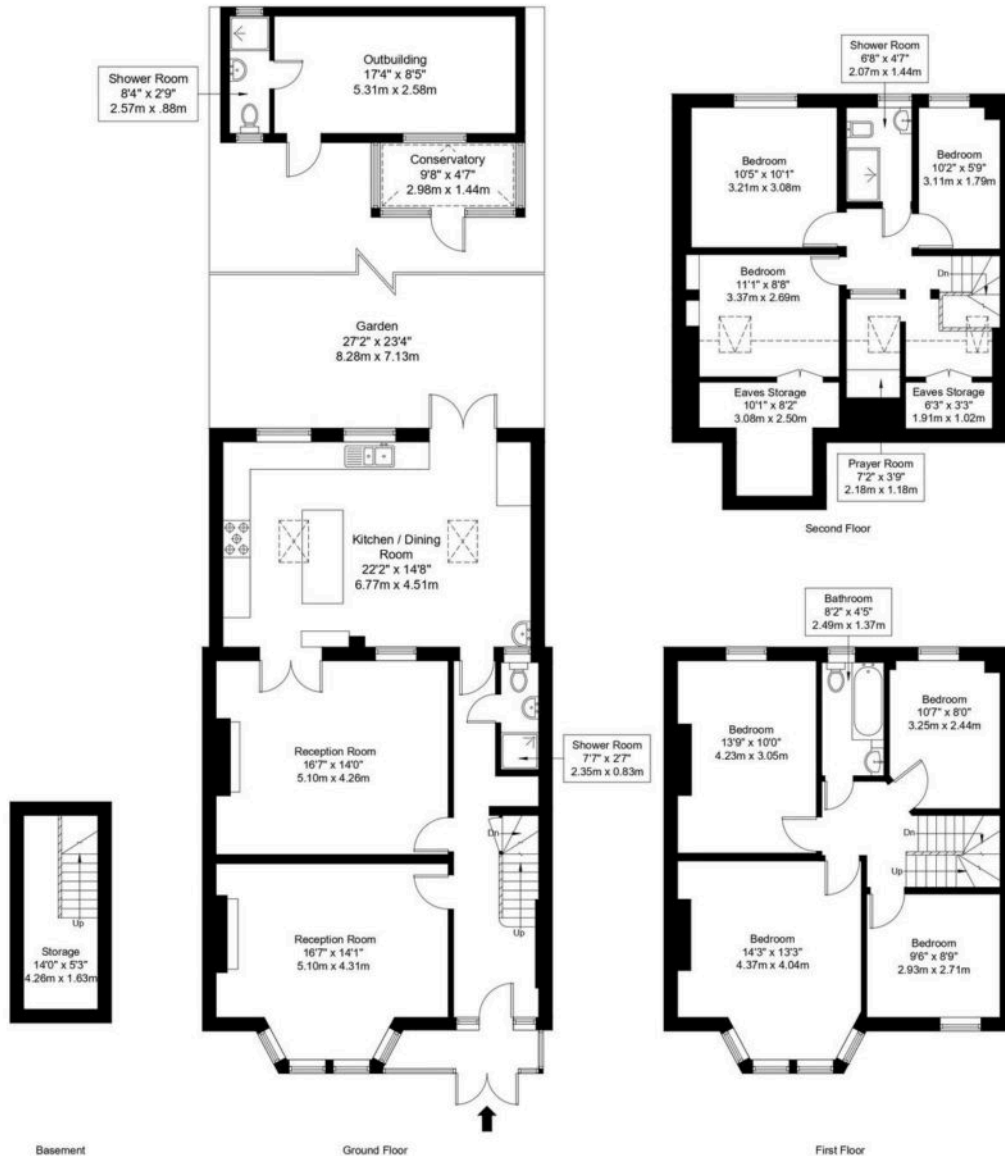 Shower Room
8'4" x 2'9"
2.57m x .88m
Outbuilding
17'4" x 8'5"
5.31m x 2.58m
Conservatory
9'8" x 4'7"
2.98m x 1.44m
Garden
27'2" x 23'4"
8.28m x 7.13m
Kitchen / Dining
Room
22'2" x 14'8"
6.77m x 4.51m
Reception Room
16'7" x 14'0"
5.10m x 4.26m
Shower Room
7'7" x 2'7"
2.35m x 0.83m
Dn
Up
Reception Room
16'7" x 14'1"
5.10m x 4.31m
Ground Floor
Up
Storage
14'0" x 5'3"
4.26m x 1.63m
Basement
Shower Room
6'8" x 4'7"
2.07m x 1.44m
Bedroom
10'5" x 10'1"
3.21m x 3.08m
Bedroom
10'2" x 5'9"
3.11m x 1.79m
Bedroom
11'1" x 8'8"
3.37m x 2.69m
Dn
Eaves Storage
10'1" x 8'2"
3.08m x 2.50m
Eaves Storage
6'3" x 3'3"
1.91m x 1.02m
Prayer Room
7'2" x 3'9"
2.18m x 1.18m
Second Floor
Bathroom
8'2" x 4'5"
2.49m x 1.37m
Bedroom
13'9" x 10'0"
4.23m x 3.05m
Bedroom
10'7" x 8'0"
3.25m x 2.44m
Dn
Up
Bedroom
14'3" x 13'3"
4.37m x 4.04m
Bedroom
9'6" x 8'9"
2.93m x 2.71m
First Floor